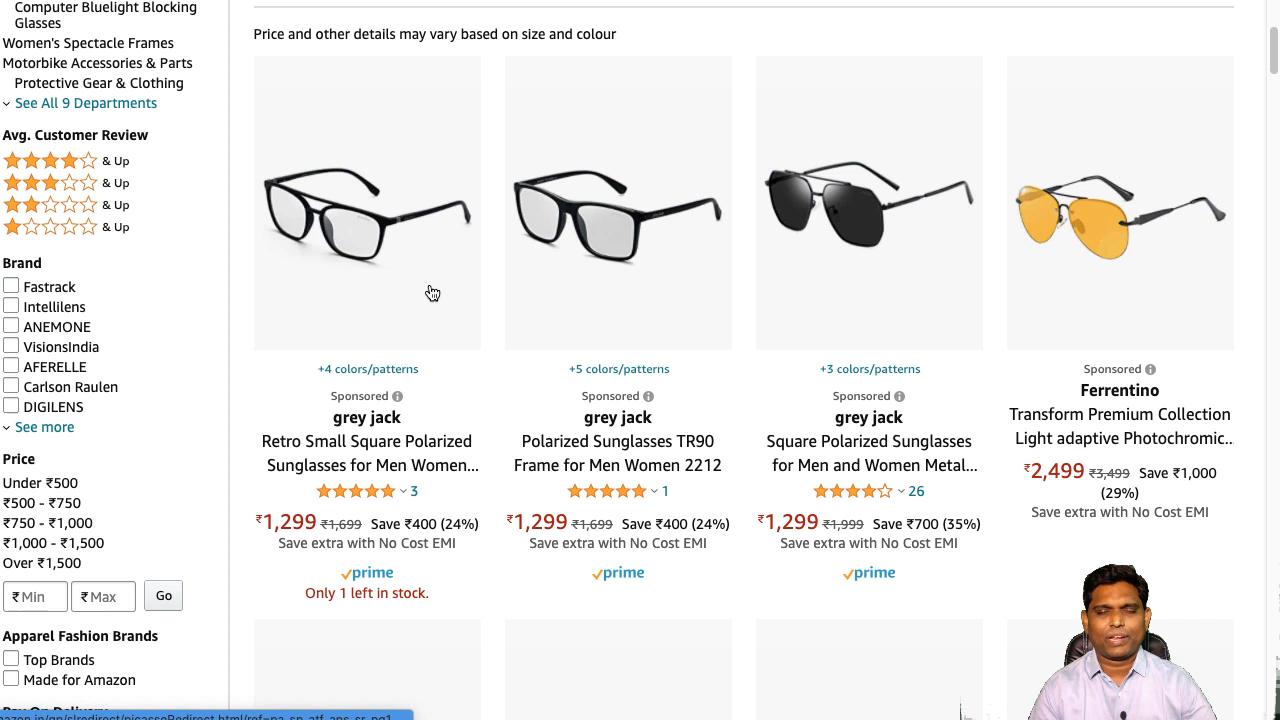 Computer Bluelight Blocking
Glasses
Women's Spectacle Frames
Motorbike Accessories & Parts
Protective Gear & Clothing
See All 9 Departments
Avg. Customer Review
& Up
& Up
& Up
& Up
Brand
Fastrack
Intellilens
ANEMONE
VisionsIndia
AFERELLE
Carlson Raulen
DIGILENS
See more
Price
Under ₹500
₹500 - ₹750
₹750 - ₹1,000
₹1,000 - ₹1,500
Over ₹1,500
₹ Min ₹ Max Go
Apparel Fashion Brands
Top Brands
Made for Amazon
Price and other details may vary based on size and colour
+4 colors/patterns
Sponsored
grey jack
Retro Small Square Polarized
Sunglasses for Men Women...
3
₹1,299 ₹1,699 Save ₹400 (24%)
Save extra with No Cost EMI
prime
Only 1 left in stock.
+5 colors/patterns
Sponsored
grey jack
Polarized Sunglasses TR90
Frame for Men Women 2212
1
₹1,299 ₹1,699 Save ₹400 (24%)
Save extra with No Cost EMI
prime
+3 colors/patterns
Sponsored
grey jack
Square Polarized Sunglasses
for Men and Women Metal...
26
₹1,299 ₹1,999 Save ₹700 (35%)
Save extra with No Cost EMI
prime
Sponsored
Ferrentino
Transform Premium Collection
Light adaptive Photochromic...
₹2,499 ₹3,499 Save ₹1,000
(29%)
Save extra with No Cost EMI